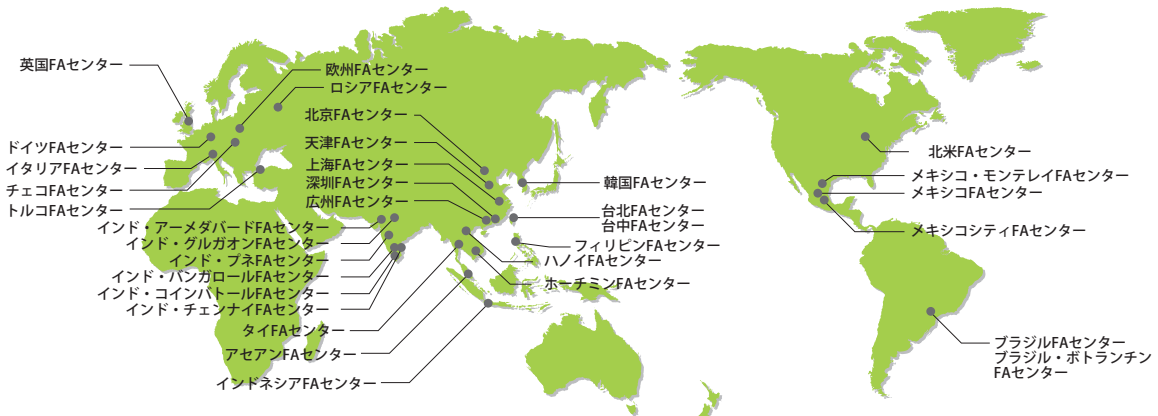 英国FAセンター
欧州FAセンター
ロシアFAセンター
ドイツFAセンター
イタリアFAセンター
チェコFAセンター
トルコFAセンター
北京FAセンター
天津FAセンター
上海FAセンター
深圳FAセンター
広州FAセンター
韓国FAセンター
台北FAセンター
台中FAセンター
フィリピンFAセンター
ハノイFAセンター
ホーチミンFAセンター
インド・アーメダバードFAセンター
インド・グルガオンFAセンター
インド・プネFAセンター
インド・バンガロールFAセンター
インド・コインバトールFAセンター
インド・チェンナイFAセンター
タイFAセンター
アセアンFAセンター
インドネシアFAセンター
北米FAセンター
メキシコ・モンテレイFAセンター
メキシコFAセンター
メキシコシティFAセンター
ブラジルFAセンター
ブラジル・ボトランチン
FAセンター